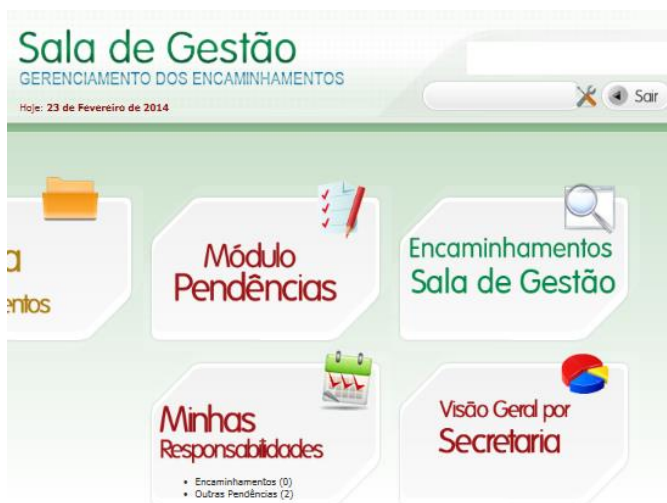 Sala de Gestão
GERENCIAMENTO DOS ENCAMINHAMENTOS
Hoje: 23 de Fevereiro de 2014
Sair
a
entos
Módulo
Pendências
Encaminhamentos
Sala de Gestão
Minhas
Responsabilidades
Encaminhamentos (0)
Outras Pendências (2)
Visão Geral por
Secretaria